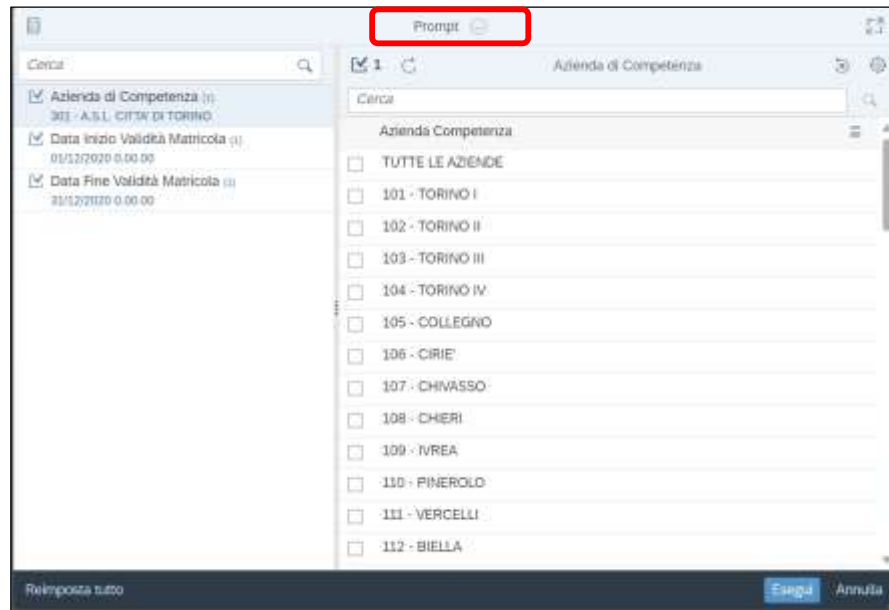 Prompt
Cerca
Azienda di Competenza (1)
301 - A.S.L. CITTA' DI TORINO
Data Inizio Validità Matricola (1)
01/12/2020 0.00.00
Data Fine Validità Matricola (1)
31/12/2020 0.00.00
1
Azienda di Competenza
Cerca
Azienda Competenza
TUTTE LE AZIENDE
101 - TORINO I
102 - TORINO II
103 - TORINO III
104 - TORINO IV
105 - COLLEGNO
106 - CIRIE'
107 - CHIVASSO
108 - CHIERI
109 - IVREA
110 - PINEROLO
111 - VERCELLI
112 - BIELLA
Reimposta tutto
Esegui
Annulla